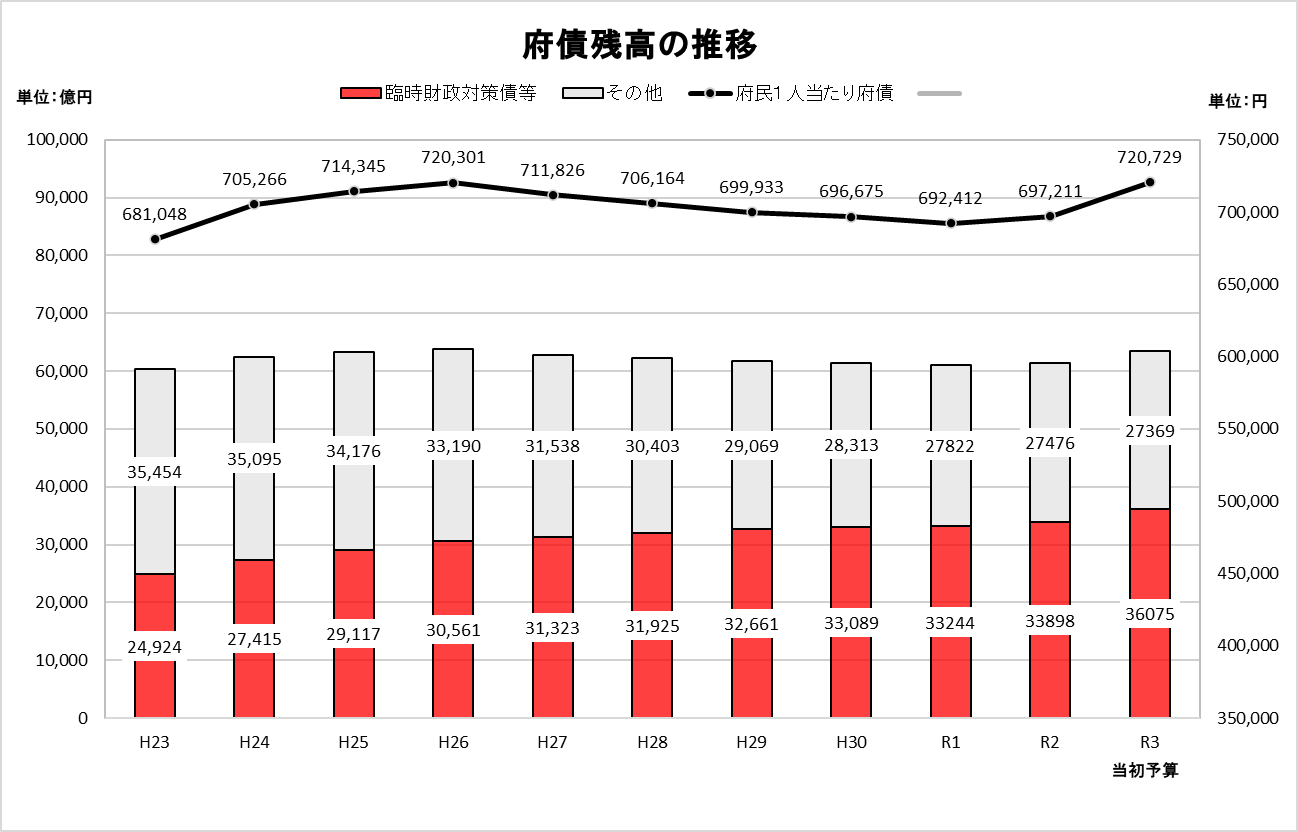 府債残高の推移
単位：億円
臨時財政対策債等 その他 府民1人当たり府債
単位：円
100,000 750,000
90,000 700,000
80,000 650,000
70,000 600,000
60,000 550,000
50,000 500,000
40,000 450,000
30,000 400,000
20,000 350,000
10,000
0
681,048 705,266 714,345 720,301 711,826 706,164 699,933 696,675 692,412 697,211 720,729
35,454 35,095 34,176 33,190 31,538 30,403 29,069 28,313 27822 27476 27369
24,924 27,415 29,117 30,561 31,323 31,925 32,661 33,089 33244 33898 36075
H23 H24 H25 H26 H27 H28 H29 H30 R1 R2 R3
当初予算